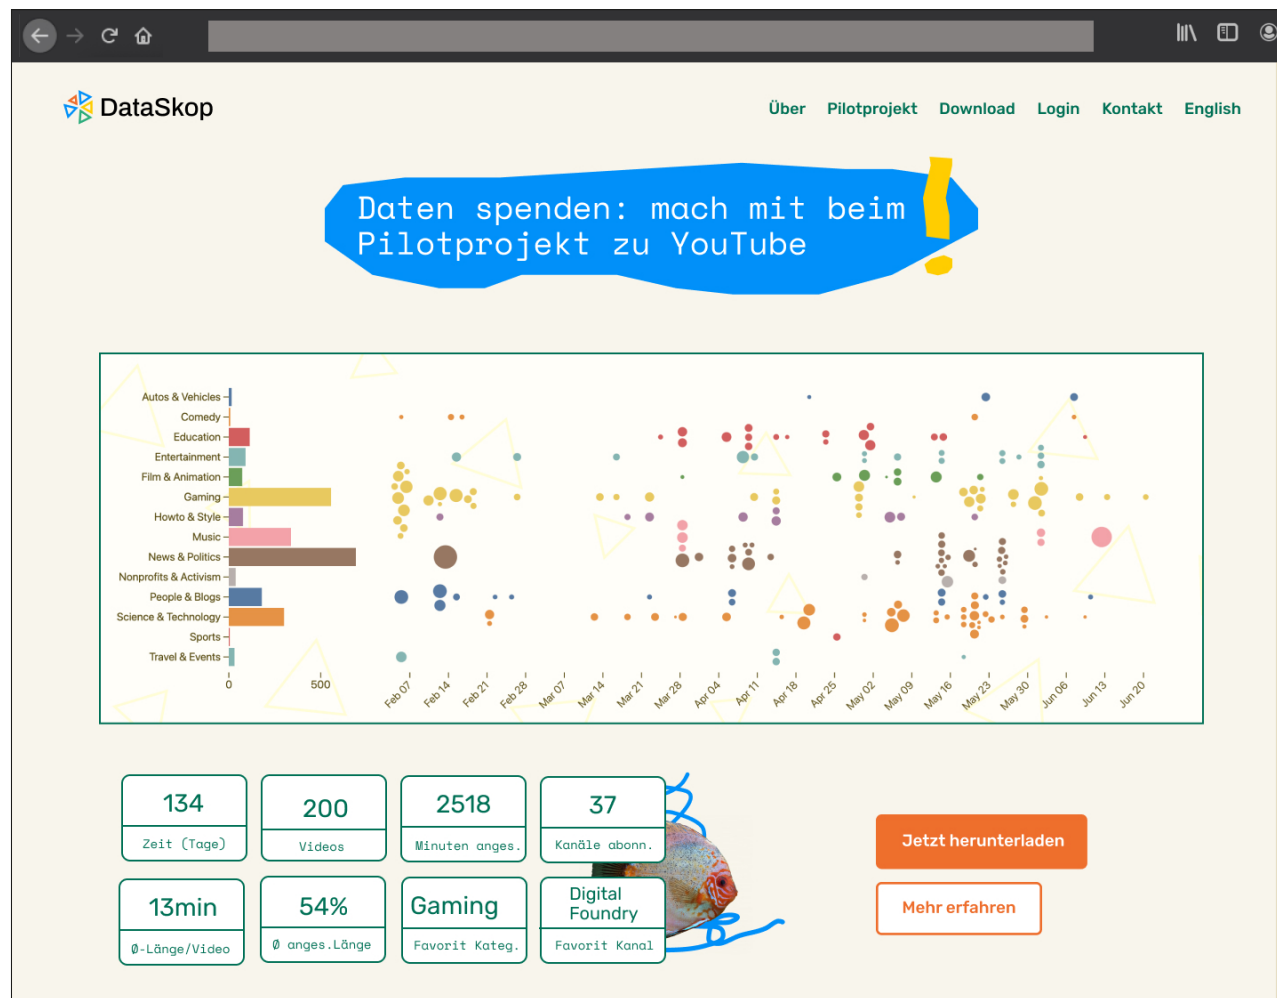 DataSkop
Über Pilotprojekt Download Login Kontakt English
Daten spenden: mach mit beim
Pilotprojekt zu YouTube
!
Autos & Vehicles
Comedy
Education
Entertainment
Film & Animation
Gaming
Howto & Style
Music
News & Politics
Nonprofits & Activism
People & Blogs
Science & Technology
Sports
Travel & Events
0 500
Feb 07 Feb 14 Feb 21 Feb 28 Mar 07 Mar 14 Mar 21 Mar 28 Apr 04 Apr 11 Apr 18 Apr 25 May 02 May 09 May 16 May 23 May 30 Jun 06 Jun 13 Jun 20
134
Zeit (Tage)
200
Videos
2518
Minuten anges.
37
Kanäle abonn.
13min
Ø-Länge/Video
54%
Ø anges.Länge
Gaming
Favorit Kateg.
Digital
Foundry
Favorit Kanal
Jetzt herunterladen
Mehr erfahren